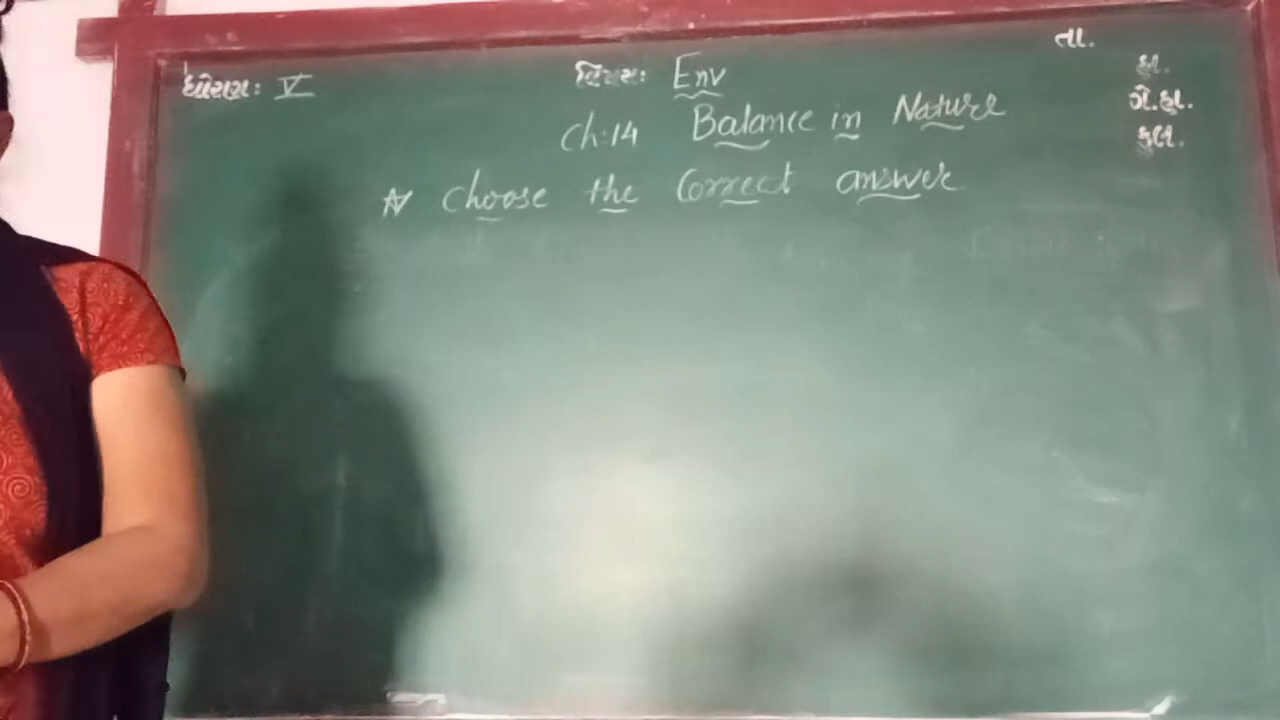 તા.
ધોરણ: V વિષય: Env હા.
Ch:14 Balance in Nature ગે.હા.
કુલ.
☆ Choose the Correct answer